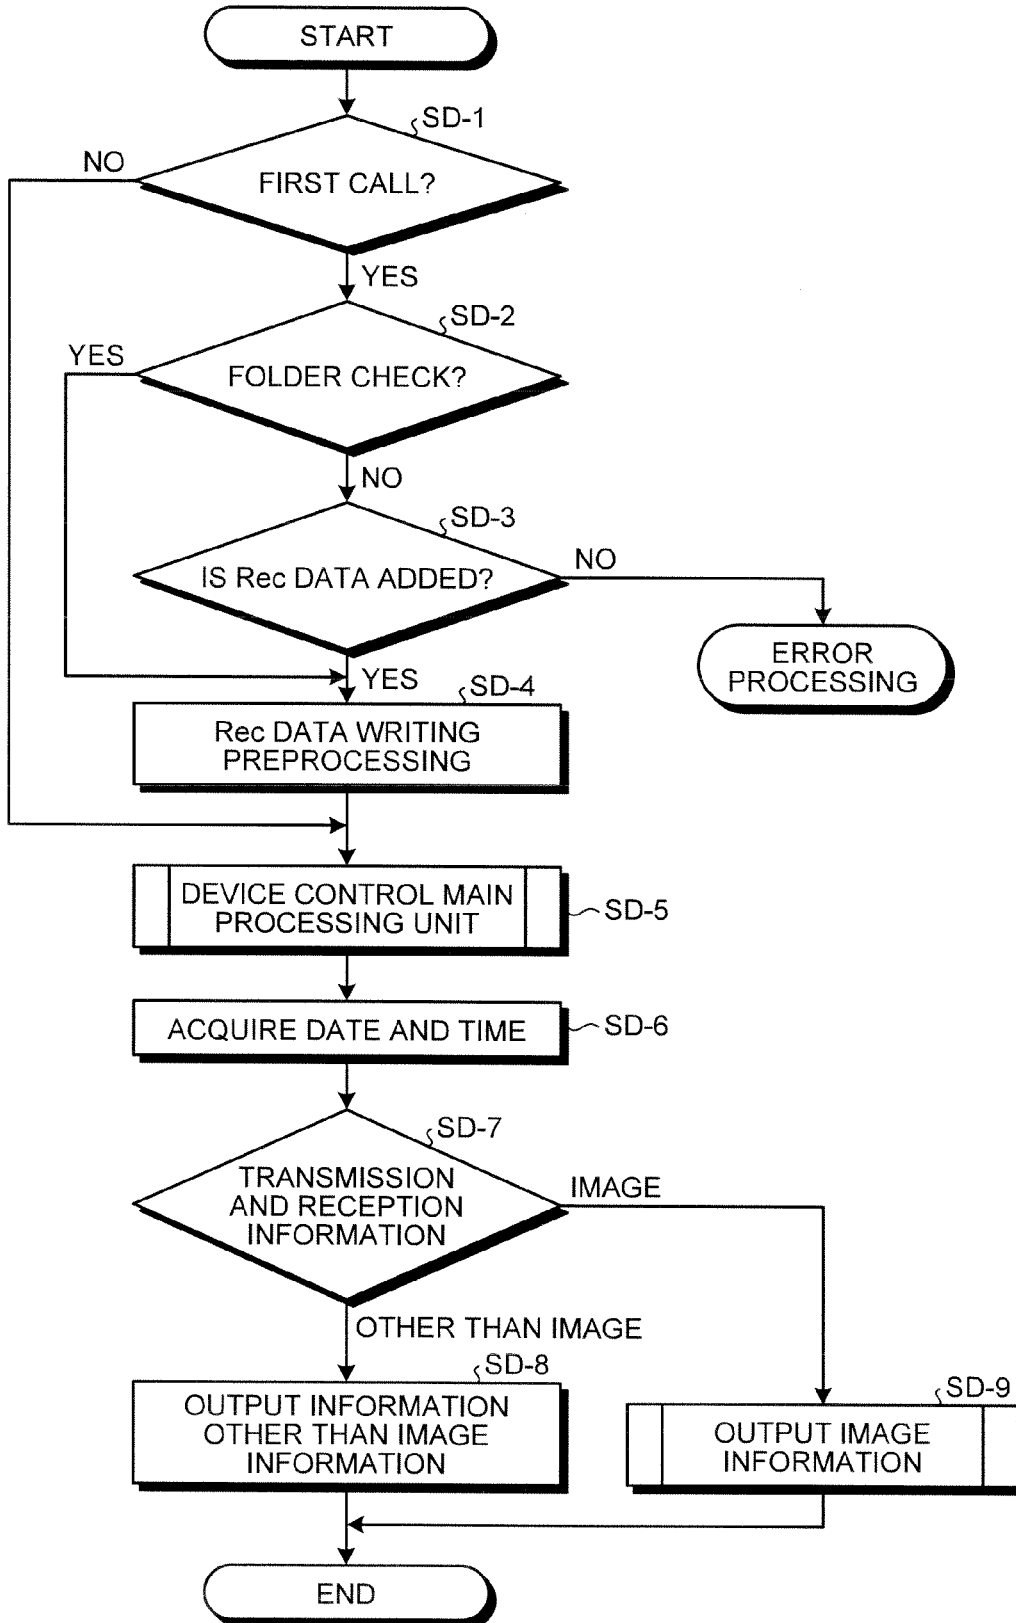 START
SD-1
NO
FIRST CALL?
YES
SD-2
YES
FOLDER CHECK?
NO
SD-3
IS Rec DATA ADDED?
NO
ERROR
PROCESSING
YES
SD-4
Rec DATA WRITING
PREPROCESSING
DEVICE CONTROL MAIN
PROCESSING UNIT
SD-5
ACQUIRE DATE AND TIME
SD-6
SD-7
TRANSMISSION
AND RECEPTION
INFORMATION
IMAGE
OTHER THAN IMAGE
SD-8
OUTPUT INFORMATION
OTHER THAN IMAGE
INFORMATION
SD-9
OUTPUT IMAGE
INFORMATION
END